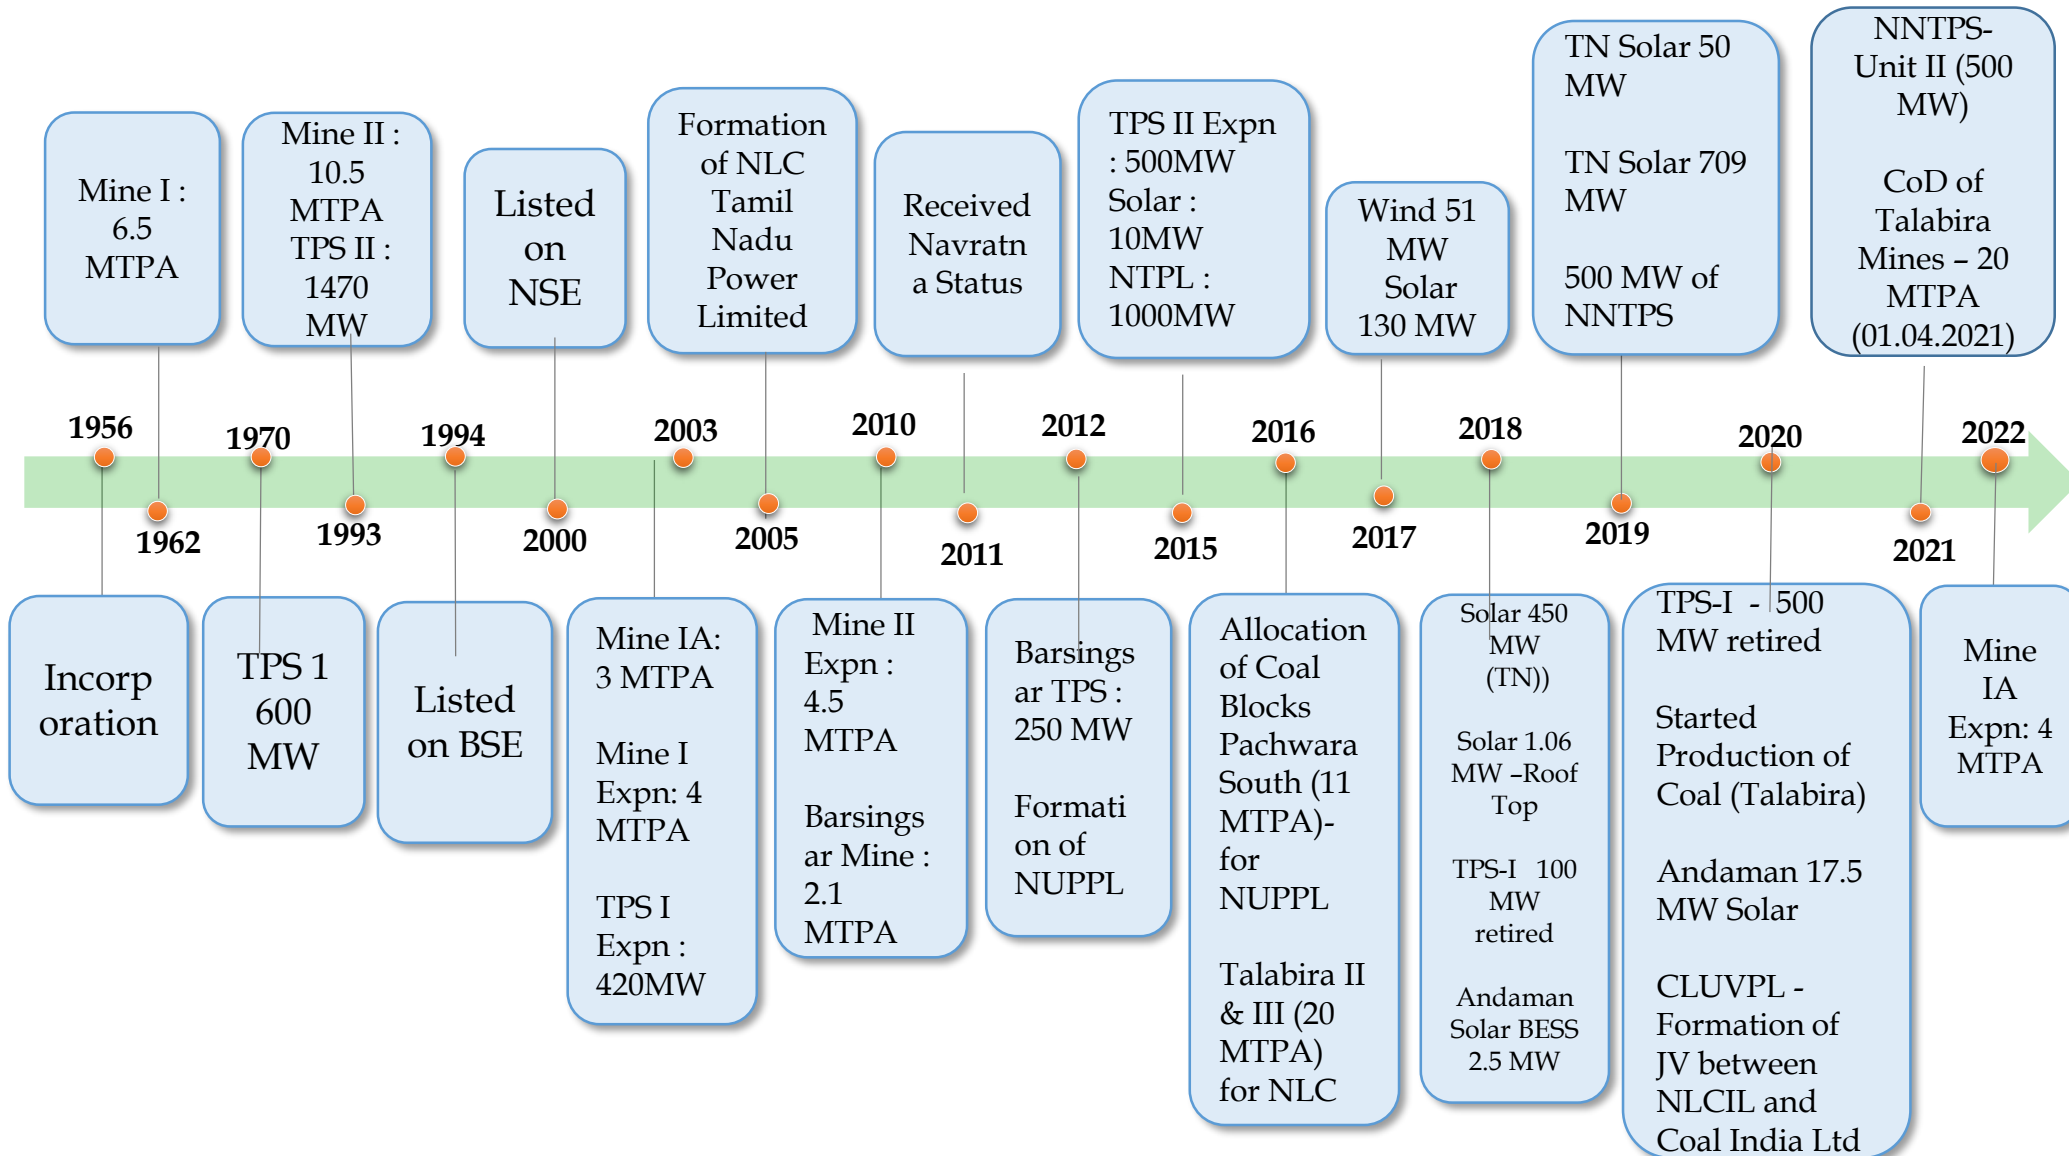 Mine I :
6.5
MTPA
Mine II :
10.5
MTPA
TPS II :
1470
MW
Listed
on
NSE
Formation
of NLC
Tamil
Nadu
Power
Limited
Received
Navratn
a Status
TPS II Expn
: 500MW
Solar :
10MW
NTPL :
1000MW
Wind 51
MW
Solar
130 MW
TN Solar 50
MW
TN Solar 709
MW
500 MW of
NNTPS
NNTPS-
Unit II (500
MW)
CoD of
Talabira
Mines – 20
MTPA
(01.04.2021)
1956
1970
1994
2003
2010
2012
2016
2018
2020
2022
1962
1993
2000
2005
2011
2015
2017
2019
2021
Incorp
oration
TPS 1
600
MW
Listed
on BSE
Mine IA:
3 MTPA
Mine I
Expn: 4
MTPA
TPS I
Expn :
420MW
Mine II
Expn :
4.5
MTPA
Barsings
ar Mine :
2.1
MTPA
Barsings
ar TPS :
250 MW
Formati
on of
NUPPL
Allocation
of Coal
Blocks
Pachwara
South (11
MTPA)-
for
NUPPL
Talabira II
& III (20
MTPA)
for NLC
Solar 450
MW
(TN))
Solar 1.06
MW –Roof
Top
TPS-I 100
MW
retired
Andaman
Solar BESS
2.5 MW
TPS-I - 500
MW retired
Started
Production of
Coal (Talabira)
Andaman 17.5
MW Solar
CLUVPL -
Formation of
JV between
NLCIL and
Coal India Ltd
Mine
IA
Expn: 4
MTPA